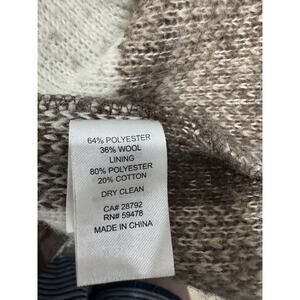 64% POLYESTER
36% WOOL
LINING
80% POLYESTER
20% COTTON
DRY CLEAN
CA# 28792
RN# 59478
MADE IN CHINA